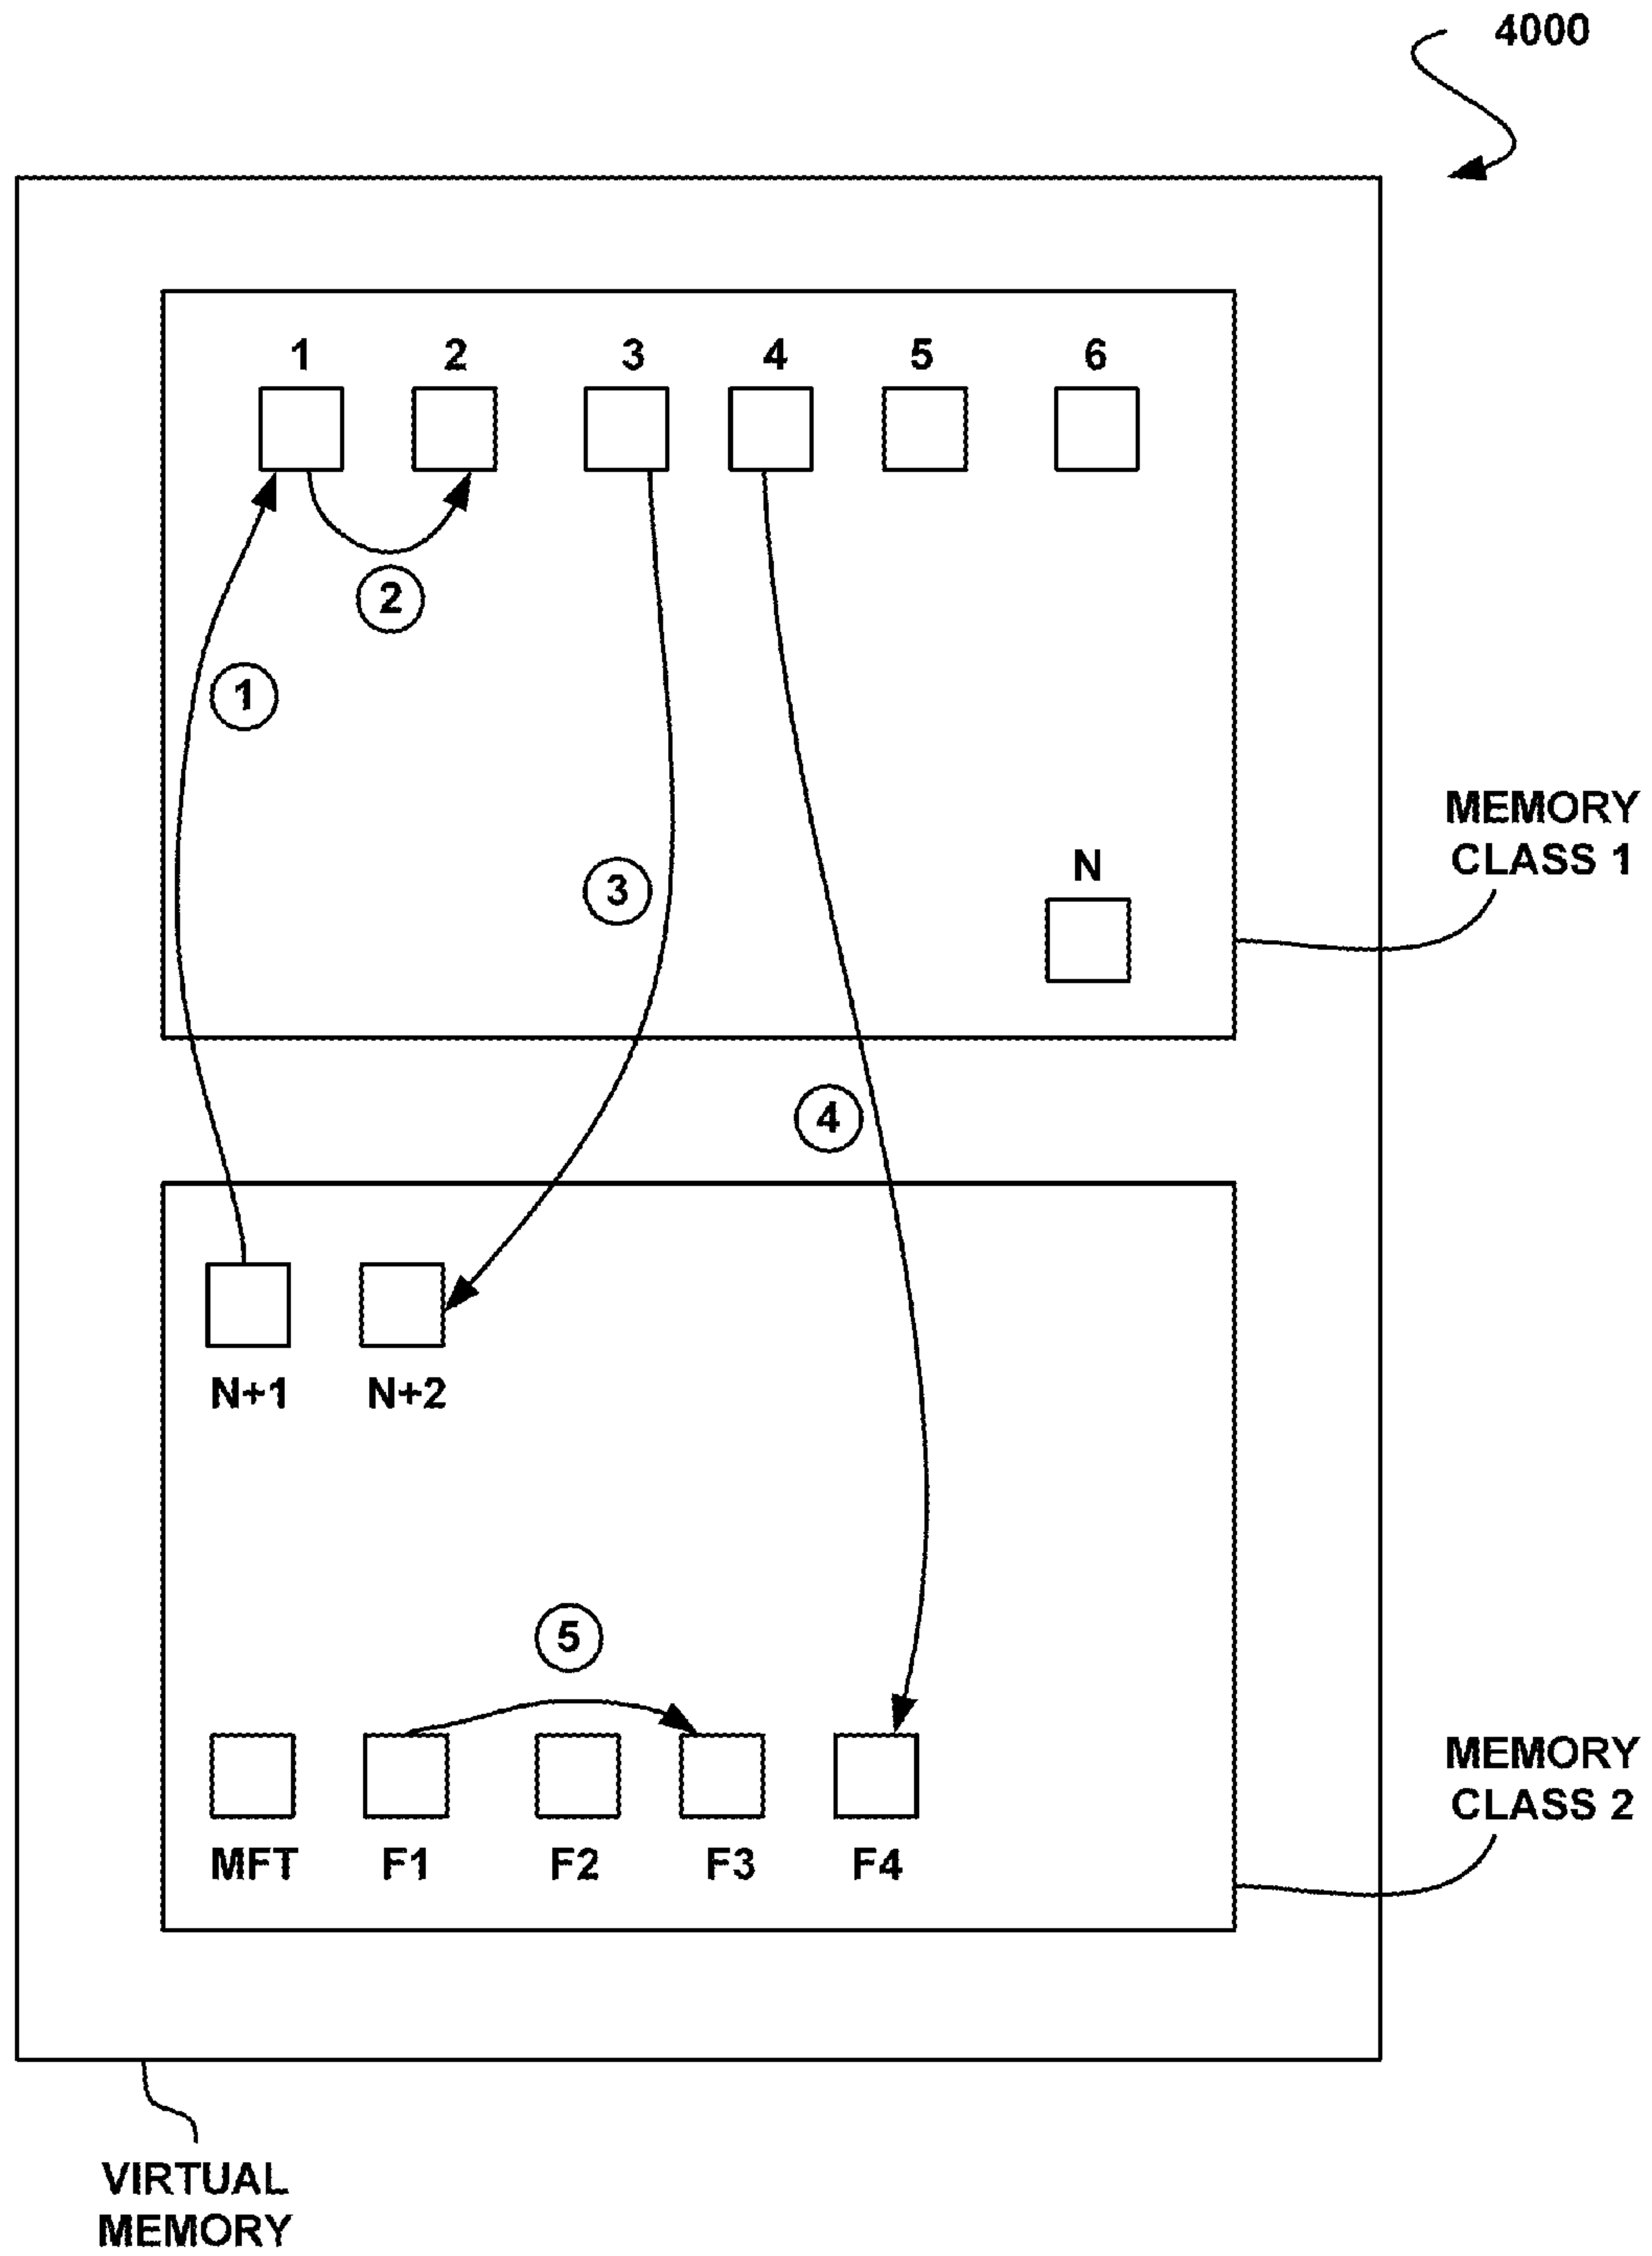 4000
1 2 3 4 5 6
2
1
MEMORY
CLASS 1
N
3
4
N+1 N+2
5
MEMORY
CLASS 2
MFT F1 F2 F3 F4
VIRTUAL
MEMORY